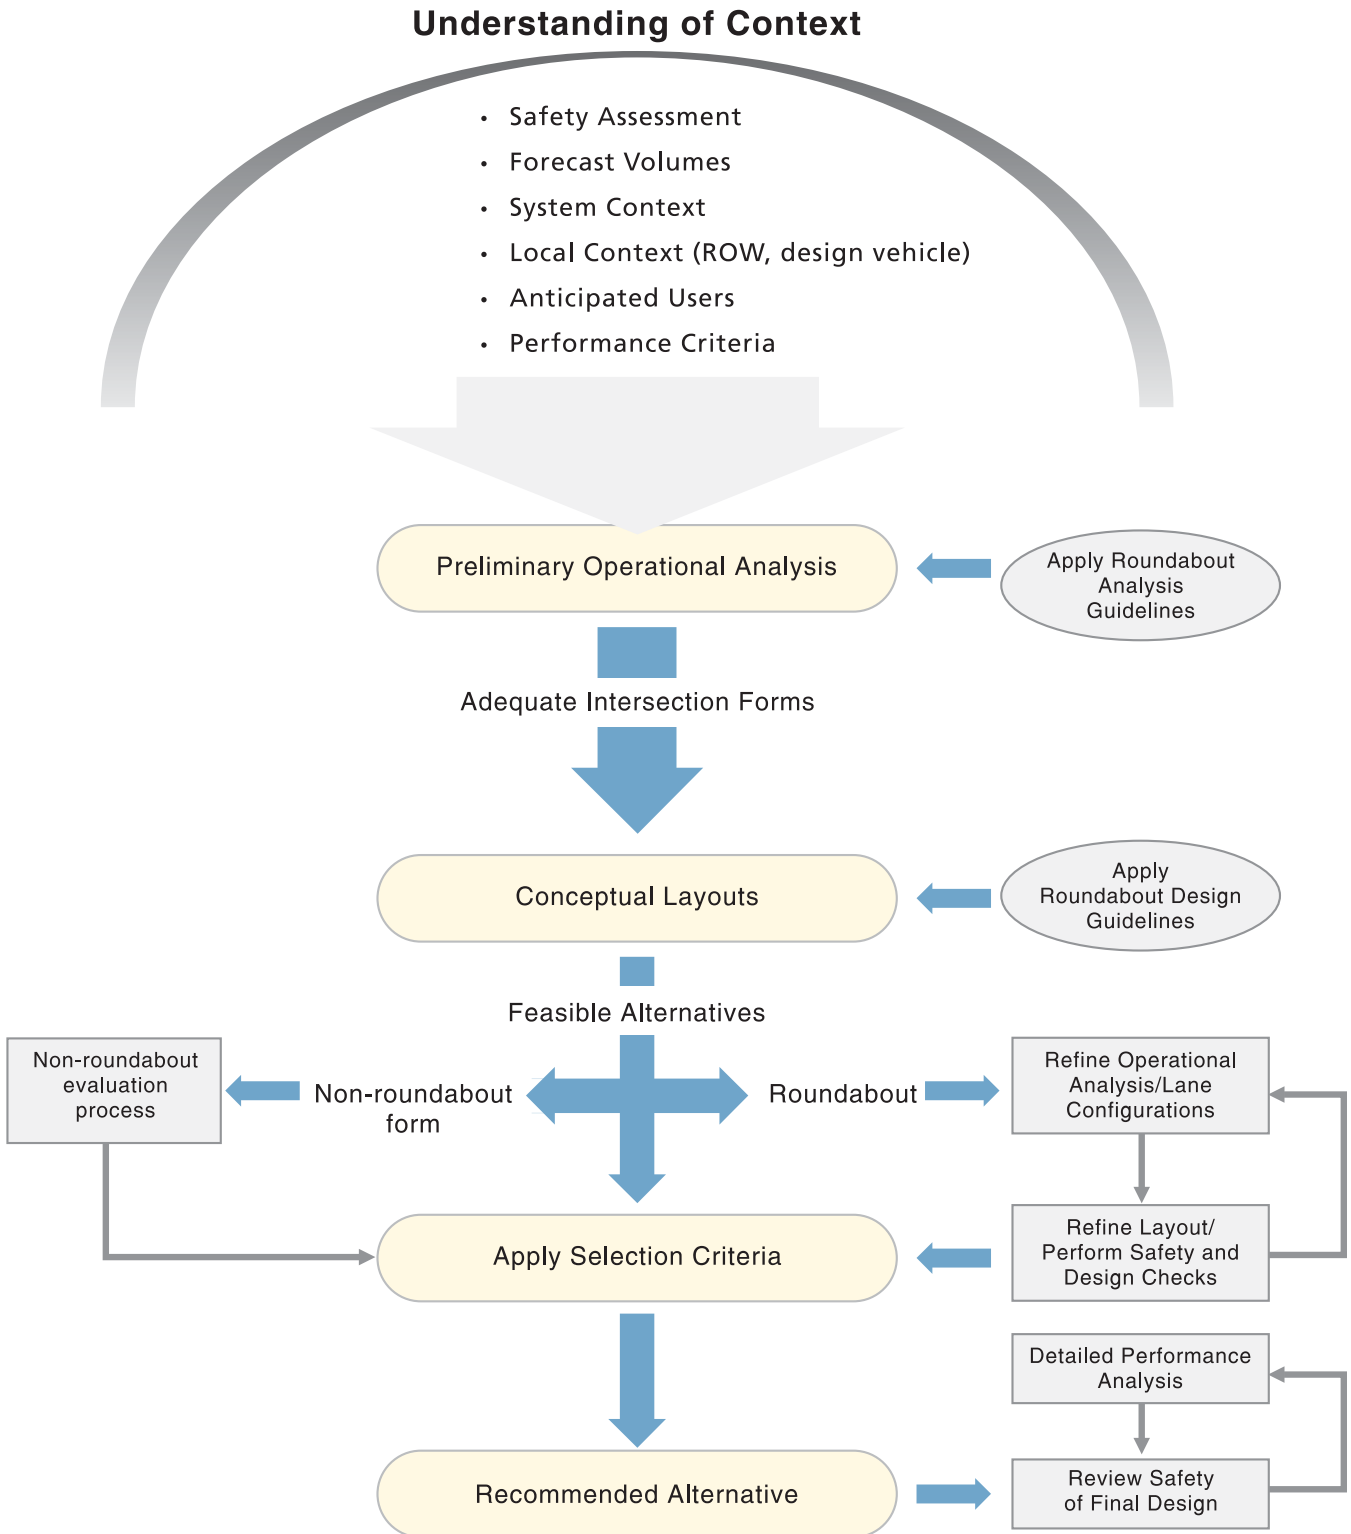 Understanding of Context
• Safety Assessment
• Forecast Volumes
• System Context
• Local Context (ROW, design vehicle)
• Anticipated Users
• Performance Criteria
Preliminary Operational Analysis
Apply Roundabout
Analysis
Guidelines
Adequate Intersection Forms
Conceptual Layouts
Apply
Roundabout Design
Guidelines
Feasible Alternatives
Non-roundabout
evaluation
process
Non-roundabout
form
Roundabout
Refine Operational
Analysis/Lane
Configurations
Apply Selection Criteria
Refine Layout/
Perform Safety and
Design Checks
Detailed Performance
Analysis
Recommended Alternative
Review Safety
of Final Design